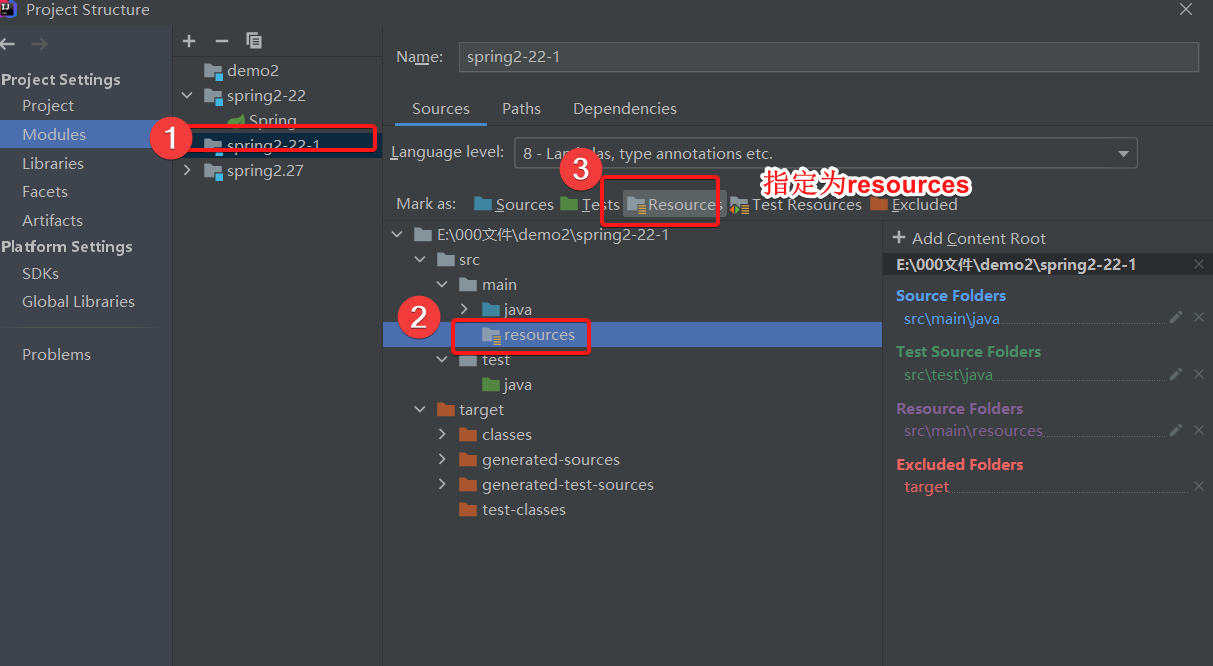 Project Structure
Project Settings
Project
Modules
Libraries
Facets
Artifacts
Platform Settings
SDKs
Global Libraries
Problems
demo2
spring2-22
Spring
spring2-22-1
spring2.27
1
Name: spring2-22-1
Sources Paths Dependencies
Language level: 8 - Lambdas, type annotations etc.
3
指定为resources
Mark as: Sources Tests Resources Test Resources Excluded
E:\000文件\demo2\spring2-22-1
src
main
java
2
resources
test
java
target
classes
generated-sources
generated-test-sources
test-classes
Add Content Root
E:\000文件\demo2\spring2-22-1
Source Folders
src\main\java
Test Source Folders
src\test\java
Resource Folders
src\main\resources
Excluded Folders
target